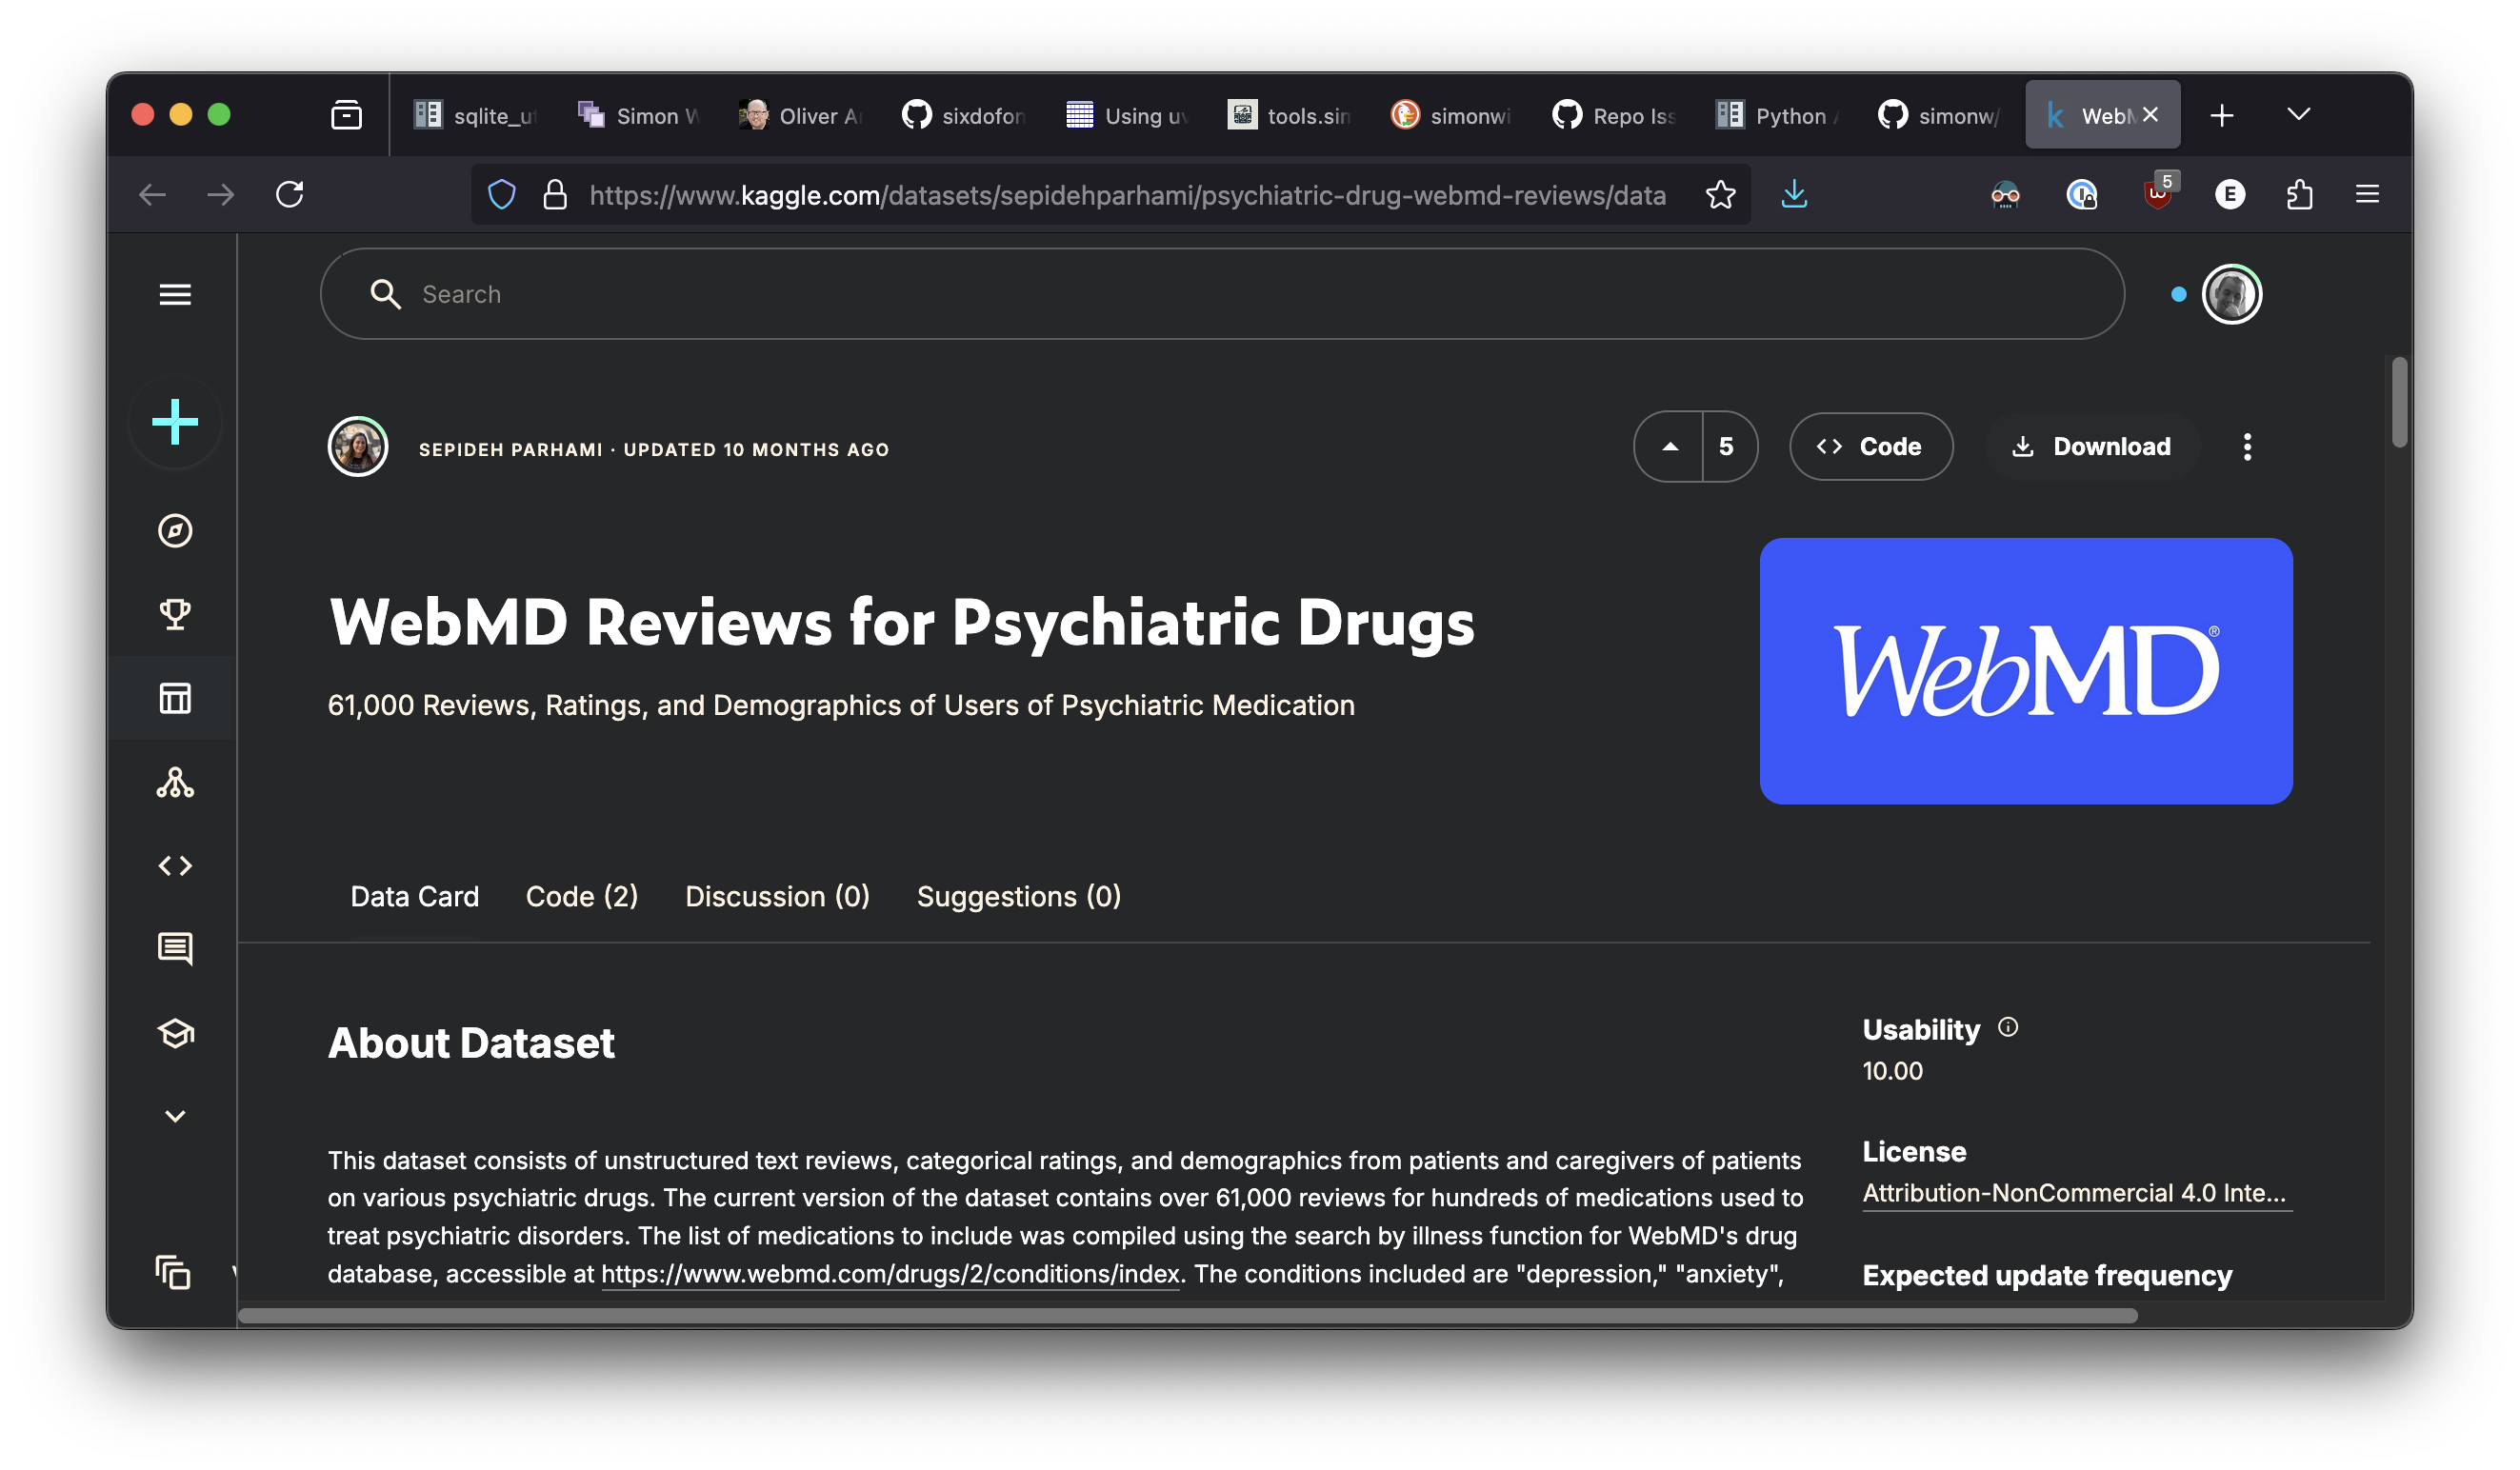 sqlite_u
Simon W
Oliver A
sixdofon
Using uv
tools.sin
simonwi
Repo Iss
Python
simonw/
WebM
https://www.kaggle.com/datasets/sepidehparhami/psychiatric-drug-webmd-reviews/data
5
E
Search
SEPIDEH PARHAMI · UPDATED 10 MONTHS AGO
5
Code
Download
WebMD Reviews for Psychiatric Drugs
61,000 Reviews, Ratings, and Demographics of Users of Psychiatric Medication
WebMD®
Data Card
Code (2)
Discussion (0)
Suggestions (0)
About Dataset
This dataset consists of unstructured text reviews, categorical ratings, and demographics from patients and caregivers of patients
on various psychiatric drugs. The current version of the dataset contains over 61,000 reviews for hundreds of medications used to
treat psychiatric disorders. The list of medications to include was compiled using the search by illness function for WebMD's drug
database, accessible at https://www.webmd.com/drugs/2/conditions/index. The conditions included are "depression," "anxiety",
Usability
10.00
License
Attribution-NonCommercial 4.0 Inte...
Expected update frequency